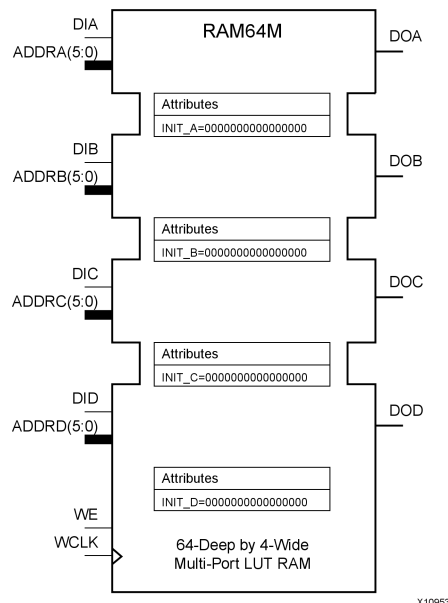 RAM64M
DIA
ADDRA(5:0)
DOA
Attributes
INIT_A=0000000000000000
DIB
ADDRB(5:0)
DOB
Attributes
INIT_B=0000000000000000
DIC
ADDRC(5:0)
DOC
Attributes
INIT_C=0000000000000000
DID
ADDRD(5:0)
DOD
Attributes
INIT_D=0000000000000000
WE
WCLK
64-Deep by 4-Wide
Multi-Port LUT RAM